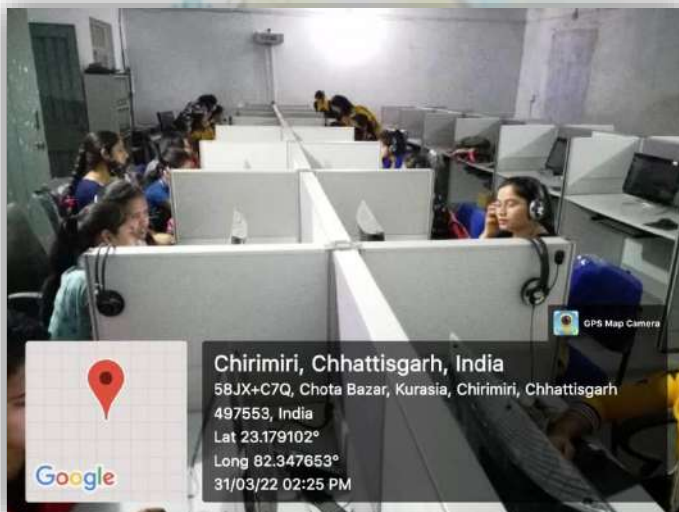 GPS Map Camera
Chirimiri, Chhattisgarh, India
58JX+C7Q, Chota Bazar, Kurasia, Chirimiri, Chhattisgarh
497553, India
Lat 23.179102°
Long 82.347653°
31/03/22 02:25 PM
Google